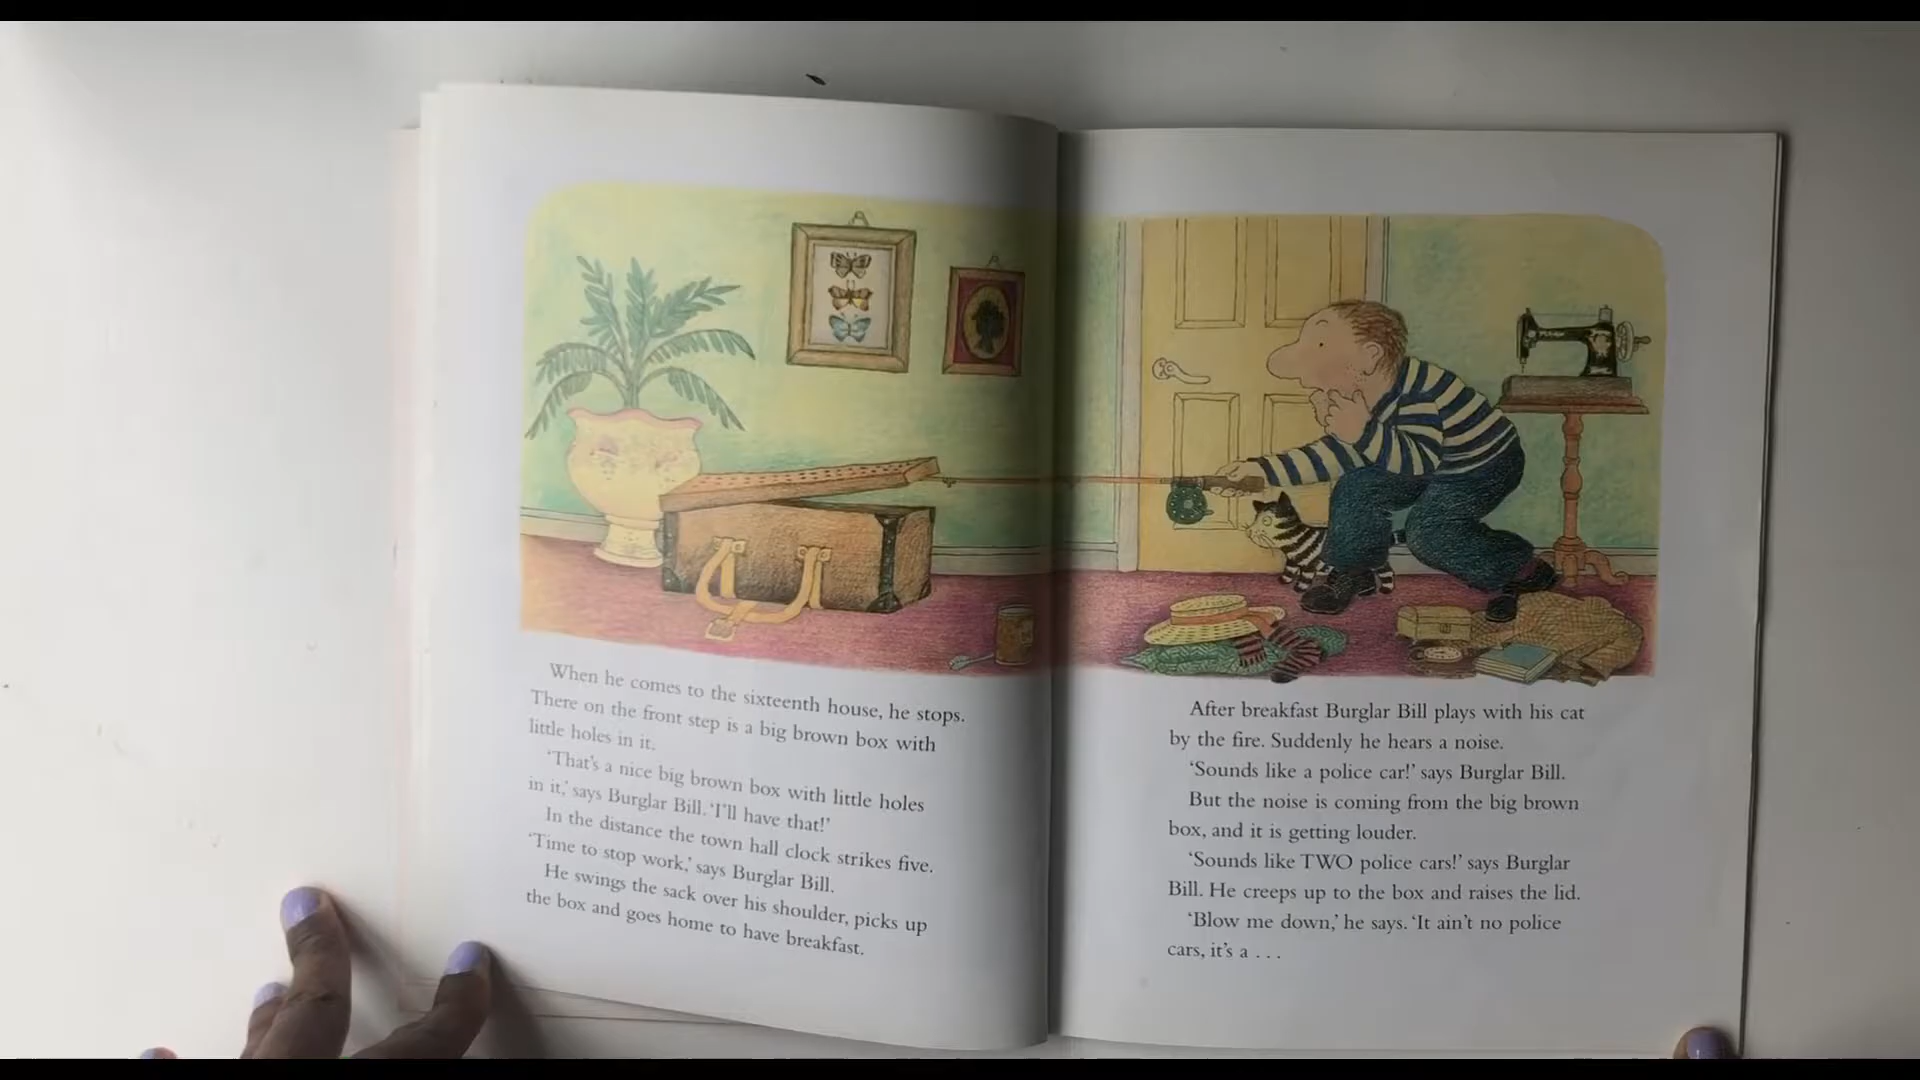 When he comes to the sixteenth house, he stops.
There on the front step is a big brown box with
little holes in it.
‘That’s a nice big brown box with little holes
in it,’ says Burglar Bill. ‘I’ll have that!’
In the distance the town hall clock strikes five.
‘Time to stop work,’ says Burglar Bill.
He swings the sack over his shoulder, picks up
the box and goes home to have breakfast.
After breakfast Burglar Bill plays with his cat
by the fire. Suddenly he hears a noise.
‘Sounds like a police car!’ says Burglar Bill.
But the noise is coming from the big brown
box, and it is getting louder.
‘Sounds like TWO police cars!’ says Burglar
Bill. He creeps up to the box and raises the lid.
‘Blow me down,’ he says. ‘It ain’t no police
cars, it’s a . . .